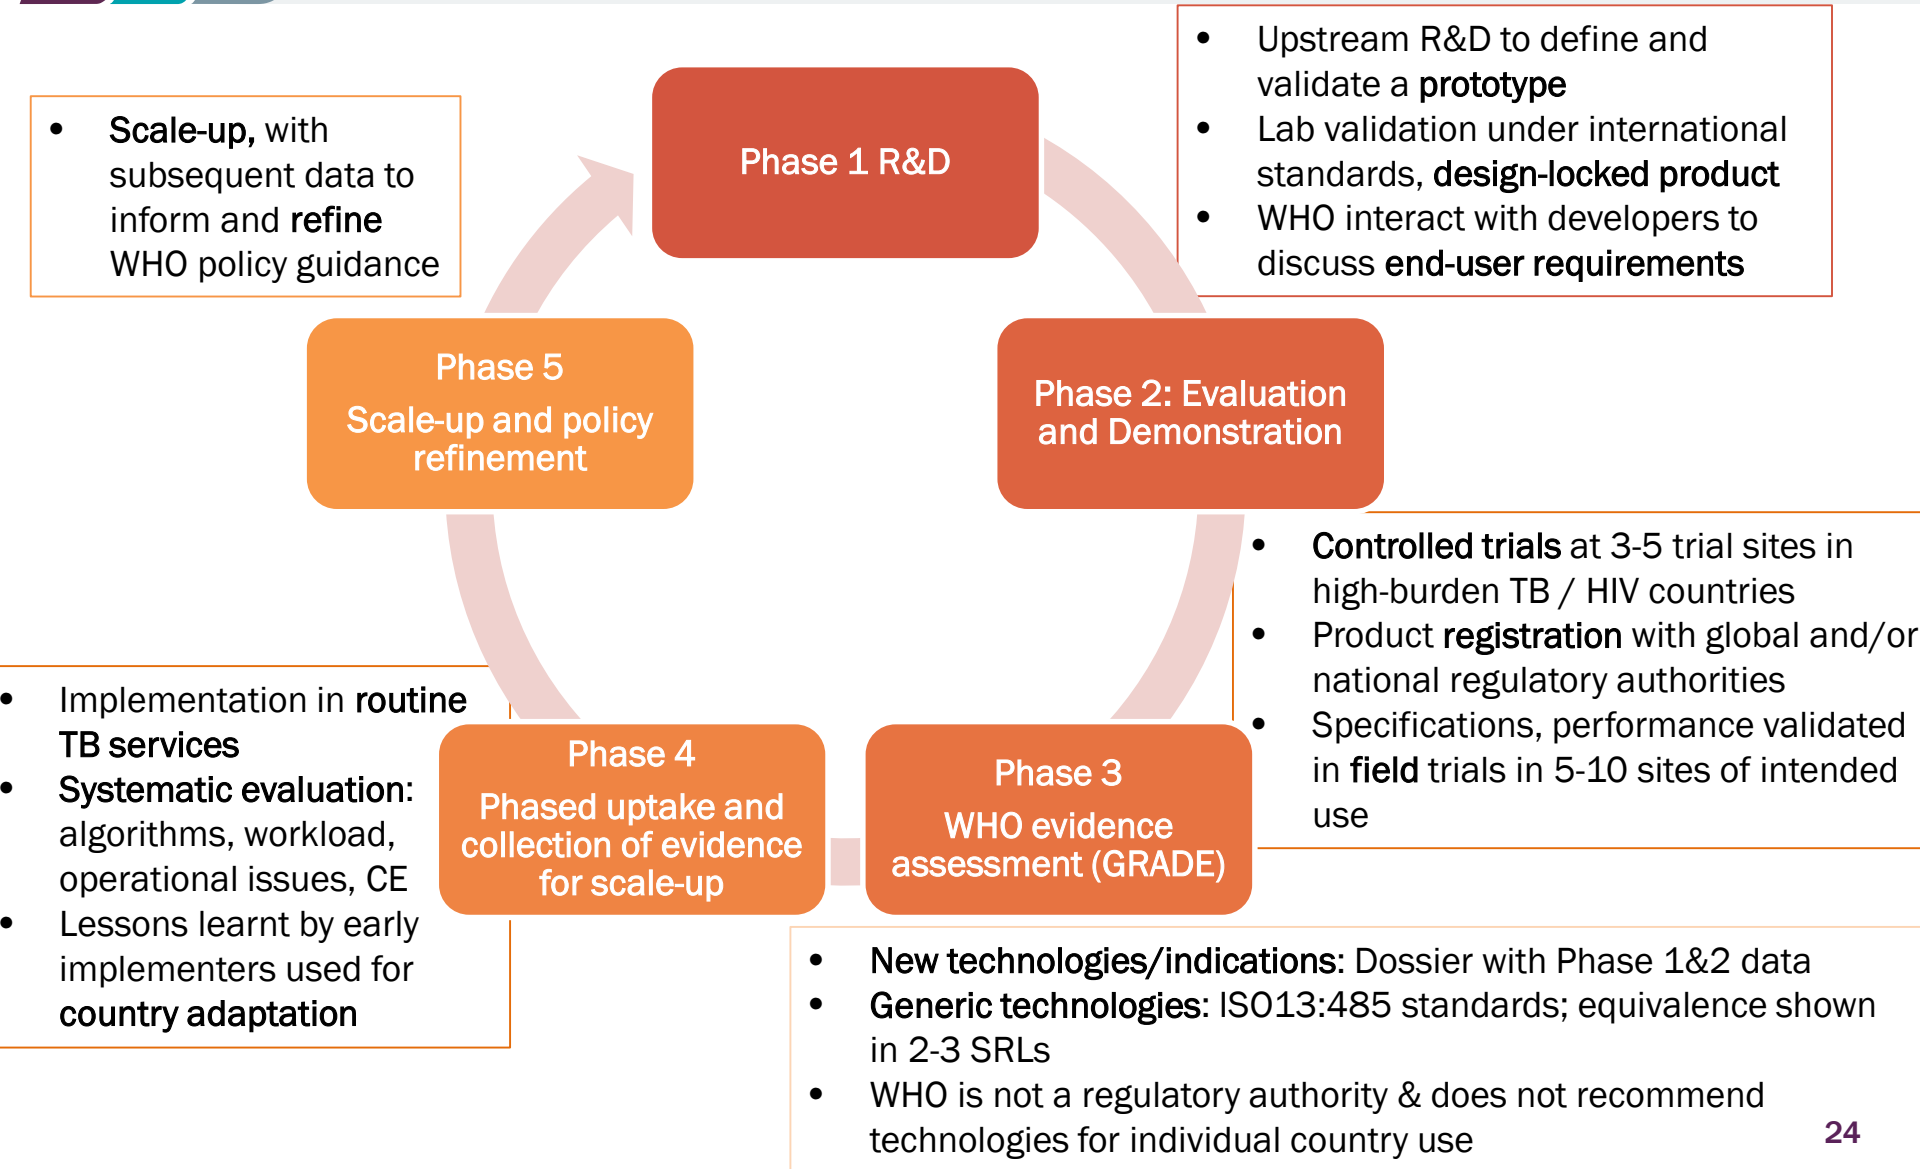 Phase 1 R&D
• Upstream R&D to define and
validate a prototype
• Lab validation under international
standards, design-locked product
• WHO interact with developers to
discuss end-user requirements
Phase 2: Evaluation
and Demonstration
• Controlled trials at 3-5 trial sites in
high-burden TB / HIV countries
• Product registration with global and/or
national regulatory authorities
• Specifications, performance validated
in field trials in 5-10 sites of intended
use
Phase 3
WHO evidence
assessment (GRADE)
• New technologies/indications: Dossier with Phase 1&2 data
• Generic technologies: ISO13:485 standards; equivalence shown
in 2-3 SRLs
• WHO is not a regulatory authority & does not recommend
technologies for individual country use
Phase 4
Phased uptake and
collection of evidence
for scale-up
• Implementation in routine
TB services
• Systematic evaluation:
algorithms, workload,
operational issues, CE
• Lessons learnt by early
implementers used for
country adaptation
Phase 5
Scale-up and policy
refinement
• Scale-up, with
subsequent data to
inform and refine
WHO policy guidance
24